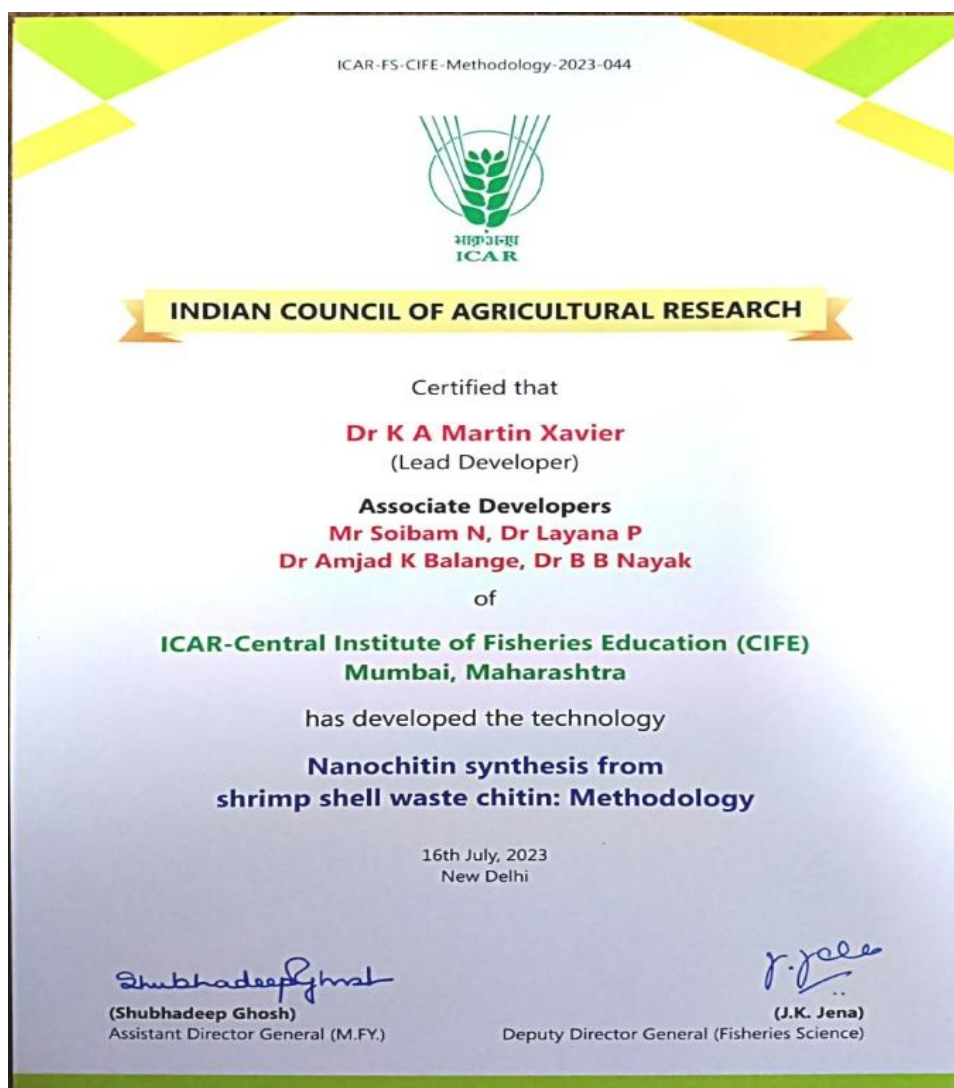 ICAR-FS-CIFE-Methodology-2023-044
भाकृअनुप
ICAR
INDIAN COUNCIL OF AGRICULTURAL RESEARCH
Certified that
Dr K A Martin Xavier
(Lead Developer)
Associate Developers
Mr Soibam N, Dr Layana P
Dr Amjad K Balange, Dr B B Nayak
of
ICAR-Central Institute of Fisheries Education (CIFE)
Mumbai, Maharashtra
has developed the technology
Nanochitin synthesis from
shrimp shell waste chitin: Methodology
16th July, 2023
New Delhi
Shubhadeep Ghosh
(Shubhadeep Ghosh)
Assistant Director General (M.FY.)
(J.K. Jena)
Deputy Director General (Fisheries Science)